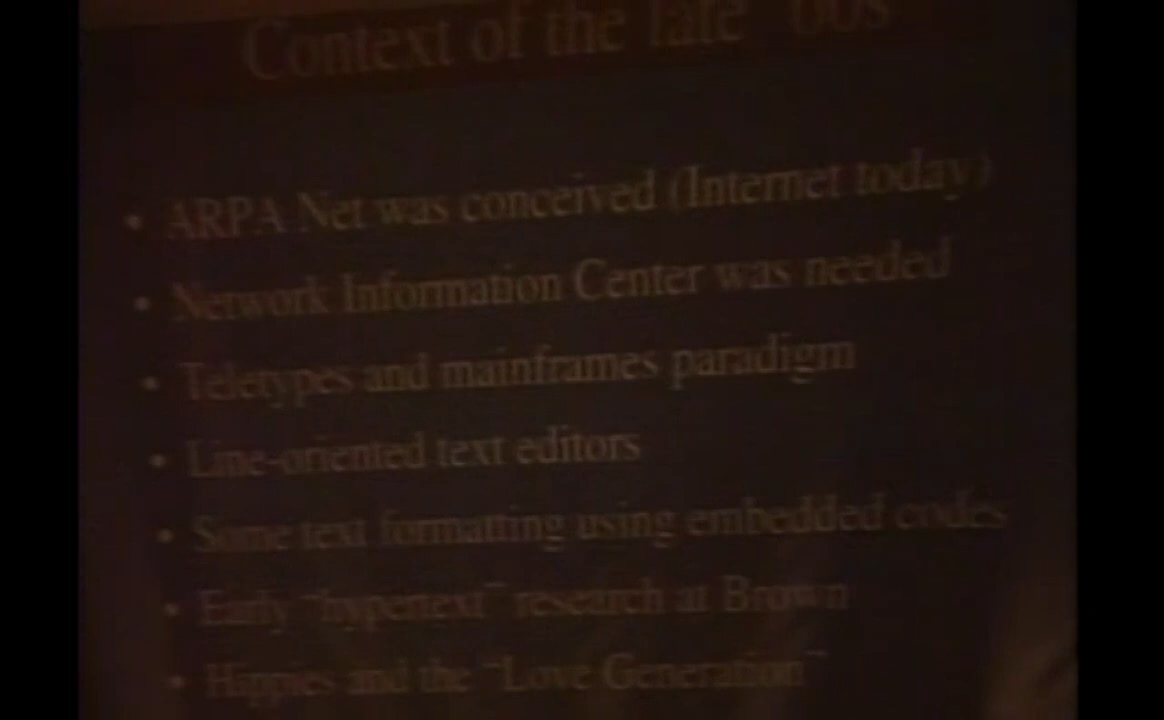 Context of the late '60s
• ARPA Net was conceived (Internet today)
• Network Information Center was needed
• Teletypes and mainframes paradigm
• Line-oriented text editors
• Some text formatting using embedded codes
• Early "hypertext" research at Brown
• Hippies and the "Love Generation"